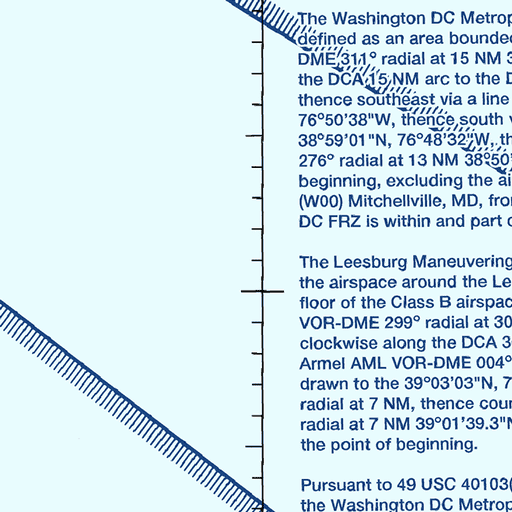 The Washington DC Metrop
defined as an area bounded
DME 311° radial at 15 NM 3
the DCA 15 NM arc to the D
thence southeast via a line
76°50'38"W, thence south v
38°59'01"N, 76°48'32"W, th
276° radial at 13 NM 38°50'
beginning, excluding the ai
(W00) Mitchellville, MD, fro
DC FRZ is within and part o
The Leesburg Maneuvering
the airspace around the Le
floor of the Class B airspac
VOR-DME 299° radial at 30
clockwise along the DCA 3
Armel AML VOR-DME 004°
drawn to the 39°03'03"N, 7
radial at 7 NM, thence coun
radial at 7 NM 39°01'39.3"N
the point of beginning.
Pursuant to 49 USC 40103(
the Washington DC Metrop